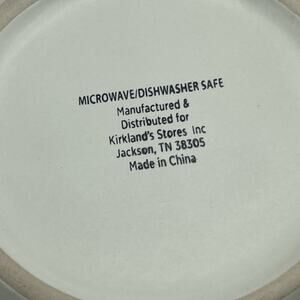 MICROWAVE/DISHWASHER SAFE
Manufactured &
Distributed for
Kirkland's Stores Inc
Jackson, TN 38305
Made in China